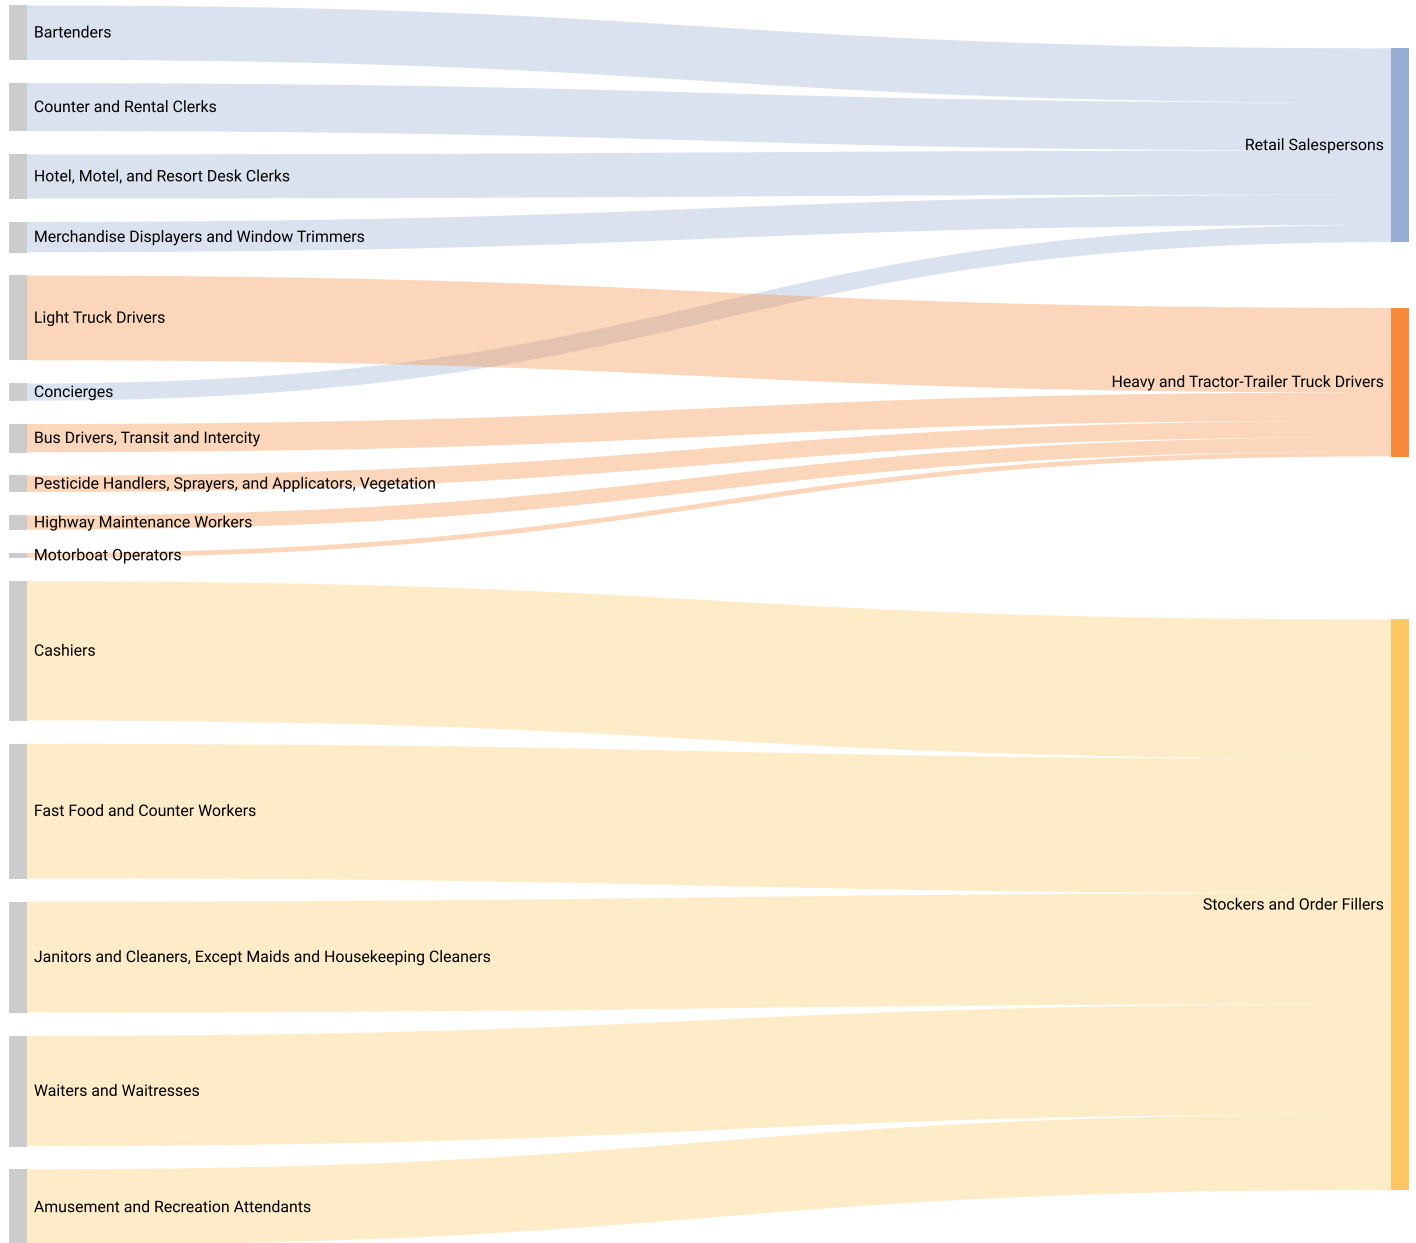 Bartenders
Counter and Rental Clerks
Retail Salespersons
Hotel, Motel, and Resort Desk Clerks
Merchandise Displayers and Window Trimmers
Light Truck Drivers
Heavy and Tractor-Trailer Truck Drivers
Concierges
Bus Drivers, Transit and Intercity
Pesticide Handlers, Sprayers, and Applicators, Vegetation
Highway Maintenance Workers
Motorboat Operators
Cashiers
Fast Food and Counter Workers
Stockers and Order Fillers
Janitors and Cleaners, Except Maids and Housekeeping Cleaners
Waiters and Waitresses
Amusement and Recreation Attendants